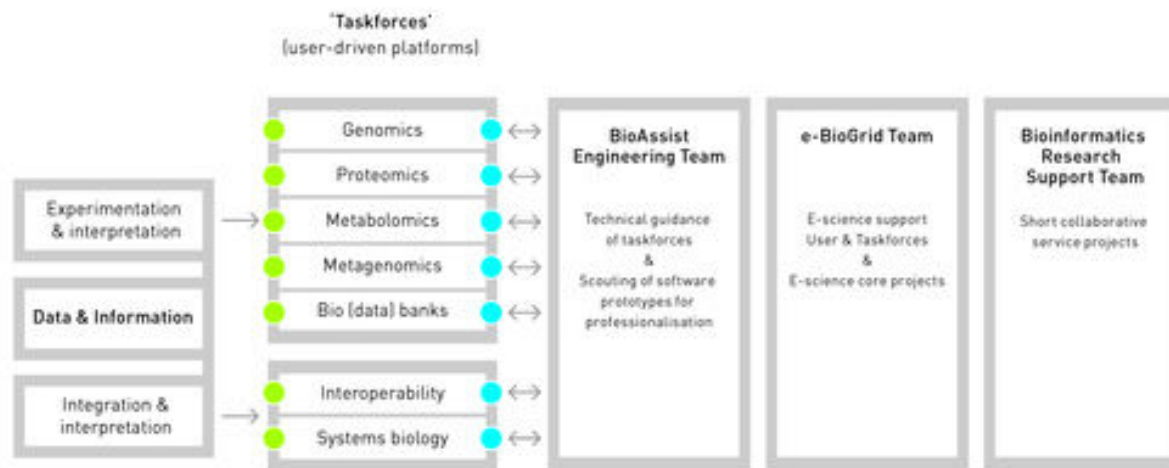 'Taskforces'
(user-driven platforms)
Experimentation
& interpretation
Data & Information
Integration &
interpretation
Genomics
Proteomics
Metabolomics
Metagenomics
Bio (data) banks
Interoperability
Systems biology
BioAssist
Engineering Team
Technical guidance
of taskforces
&
Scouting of software
prototypes for
professionalisation
e-BioGrid Team
E-science support
User & Taskforces
&
E-science core projects
Bioinformatics
Research
Support Team
Short collaborative
service projects